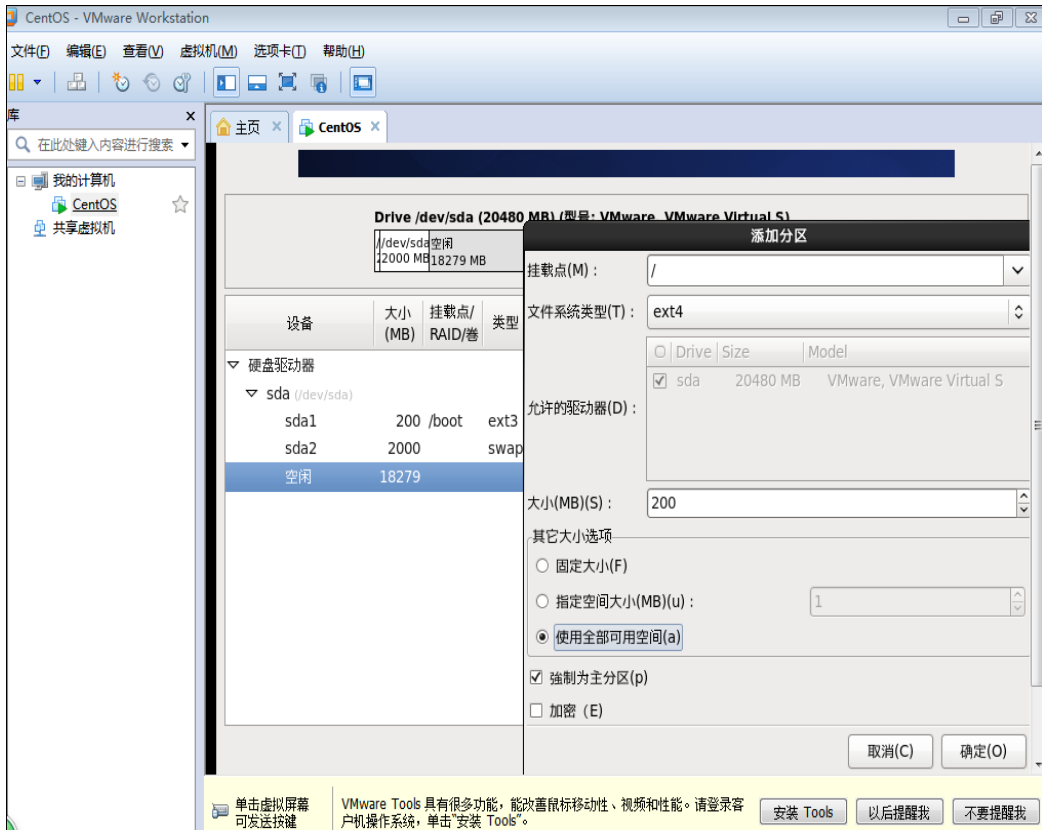 CentOS - VMware Workstation
文件(F) 编辑(E) 查看(V) 虚拟机(M) 选项卡(T) 帮助(H)
库 x
在此处键入内容进行搜索
我的计算机
CentOS
共享虚拟机
主页 × CentOS ×
Drive /dev/sda (20480 MB) (型号: VMware, VMware Virtual S)
/dev/sda 空闲
2000 MB 18279 MB
设备 大小 (MB) 挂载点/ RAID/卷 类型
硬盘驱动器
sda (/dev/sda)
sda1 200 /boot ext3
sda2 2000 swap
空闲 18279
添加分区
挂载点(M)： /
文件系统类型(T)： ext4
Drive Size Model
sda 20480 MB VMware, VMware Virtual S
允许的驱动器(D)：
大小(MB)(S)： 200
其它大小选项
固定大小(F)
指定空间大小(MB)(u)： 1
使用全部可用空间(a)
強制为主分区(p)
加密（E)
取消(C) 确定(O)
单击虚拟屏幕
可发送按键
VMware Tools 具有很多功能，能改善鼠标移动性、视频和性能。请登录客
户机操作系统，单击“安装 Tools”。
安装 Tools 以后提醒我 不要提醒我